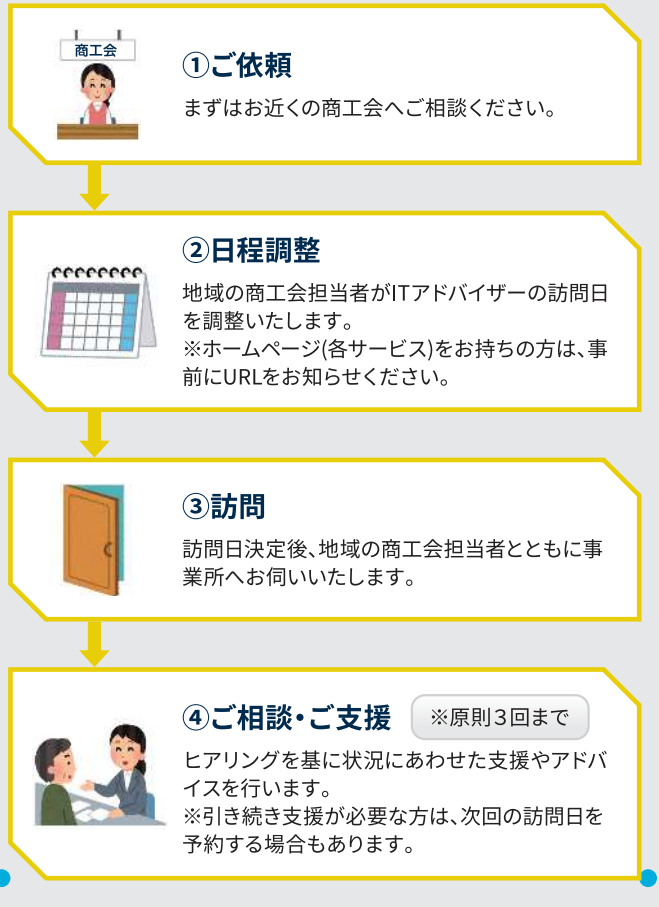 商工会
①ご依頼
まずはお近くの商工会へご相談ください。
②日程調整
地域の商工会担当者がITアドバイザーの訪問日
を調整いたします。
※ホームページ(各サービス)をお持ちの方は、事
前にURLをお知らせください。
③訪問
訪問日決定後、地域の商工会担当者とともに事
業所へお伺いいたします。
④ご相談・ご支援
※原則３回まで
ヒアリングを基に状況にあわせた支援やアドバ
イスを行います。
※引き続き支援が必要な方は、次回の訪問日を
予約する場合もあります。